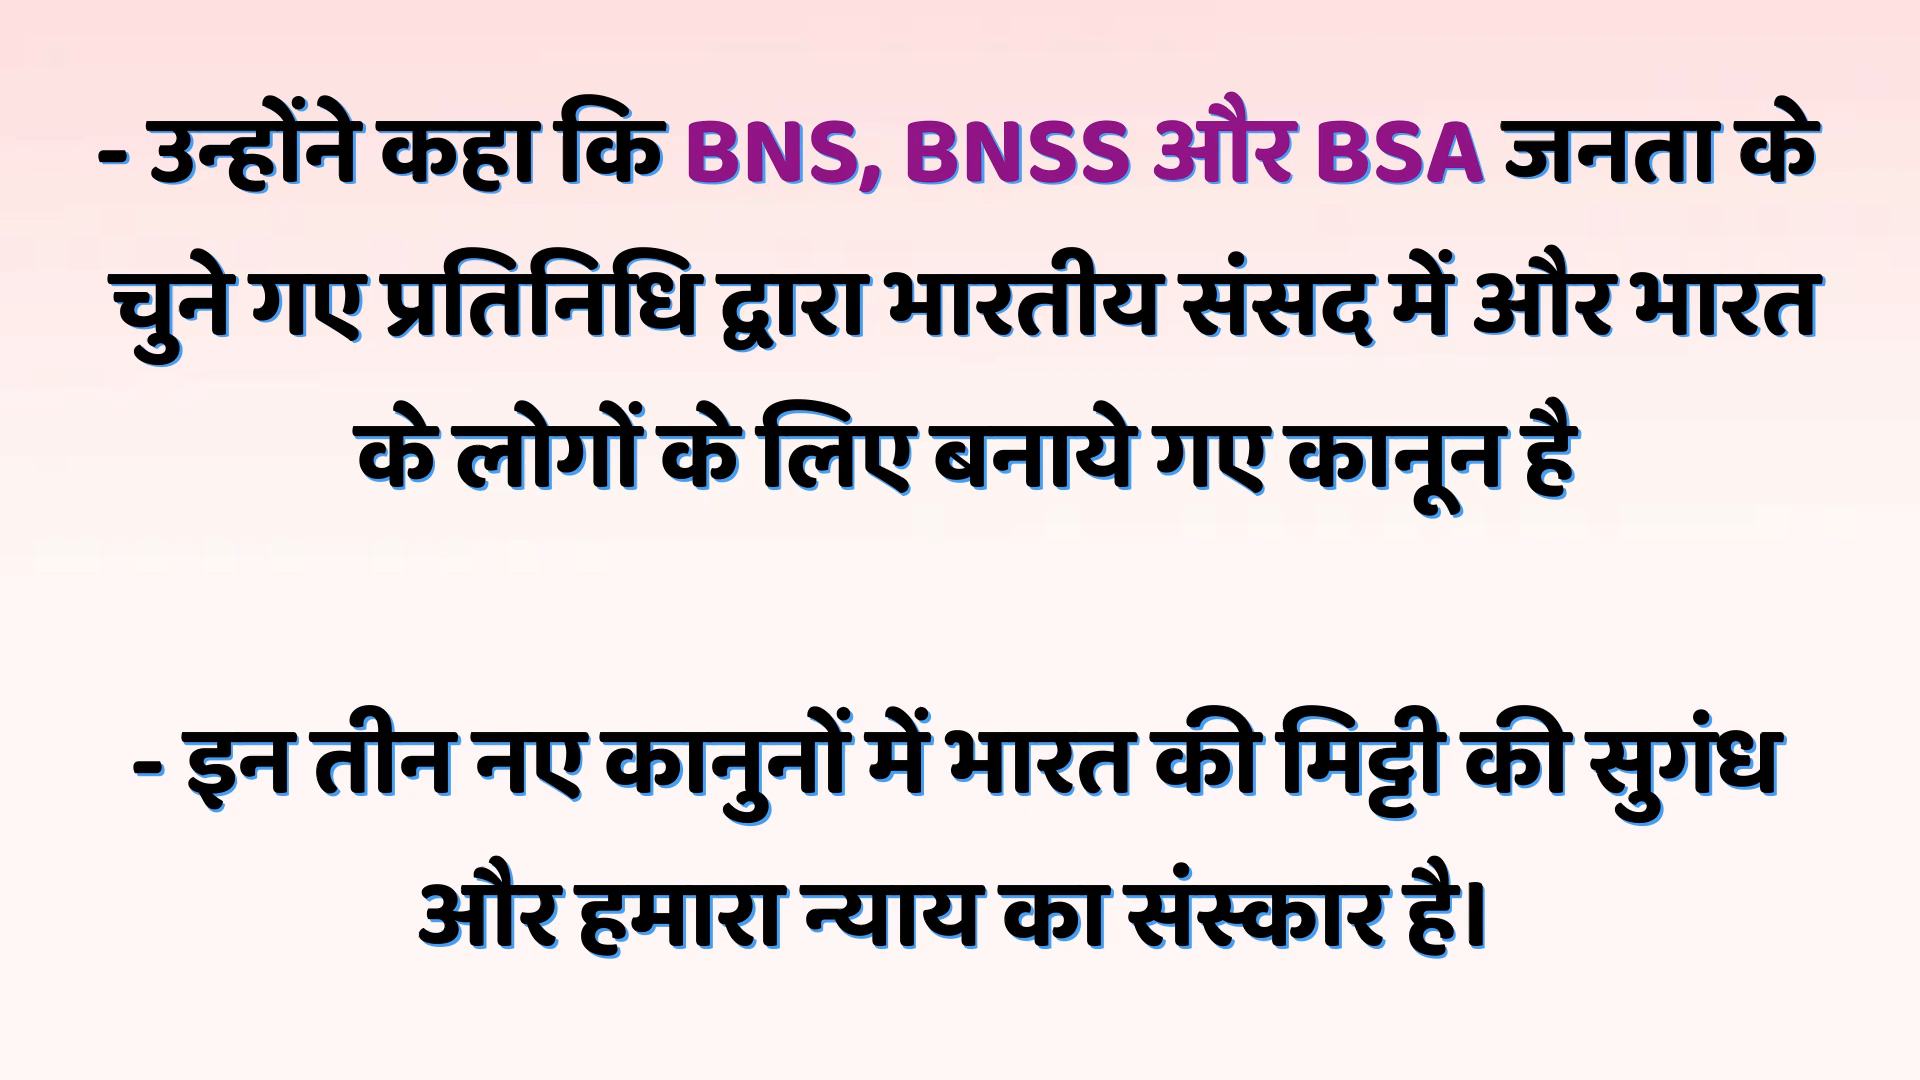 - उन्होंने कहा कि BNS, BNSS और BSA जनता के
चुने गए प्रतिनिधि द्वारा भारतीय संसद में और भारत
के लोगों के लिए बनाये गए कानून है
- इन तीन नए कानुनों में भारत की मिट्टी की सुगंध
और हमारा न्याय का संस्कार है।